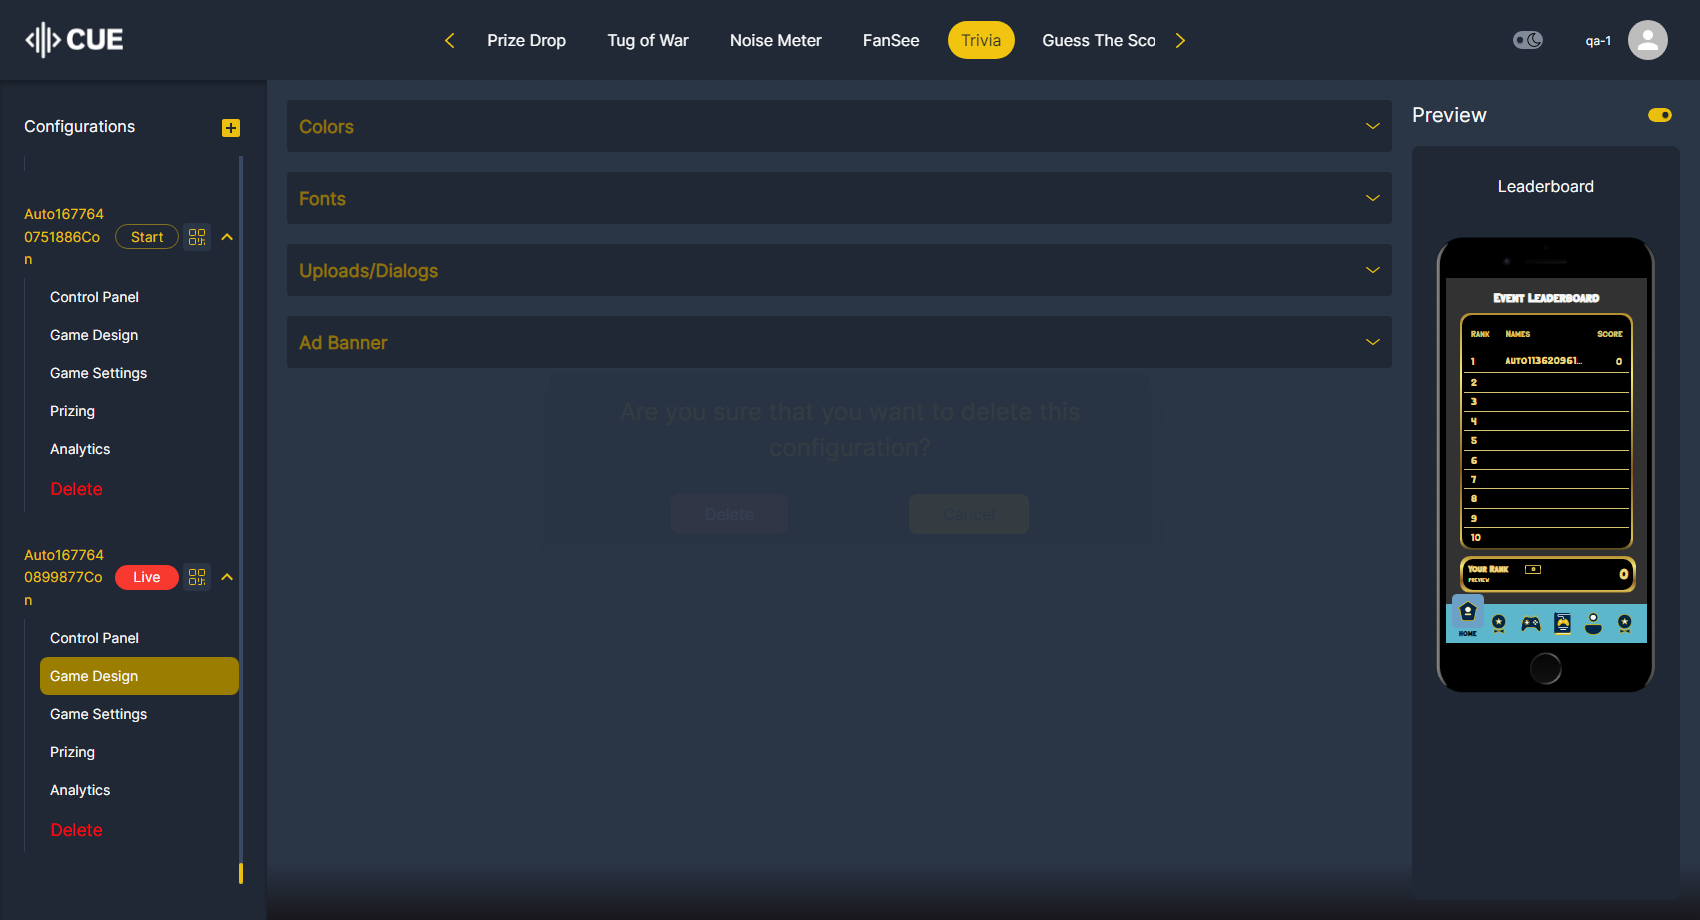 CUE
Prize Drop
Tug of War
Noise Meter
FanSee
Trivia
Guess The Sco
qa-1
Configurations
Auto167764
0751886Co
n
Start
Control Panel
Game Design
Game Settings
Prizing
Analytics
Delete
Auto167764
0899877Co
n
Live
Control Panel
Game Design
Game Settings
Prizing
Analytics
Delete
Colors
Fonts
Uploads/Dialogs
Ad Banner
Are you sure that you want to delete this
configuration?
Delete
Cancel
Preview
Leaderboard
Event Leaderboard
Rank Names Score
1 AUTO113620961... 0
2
3
4
5
6
7
8
9
10
Your Rank
PREVIEW
0
HOME